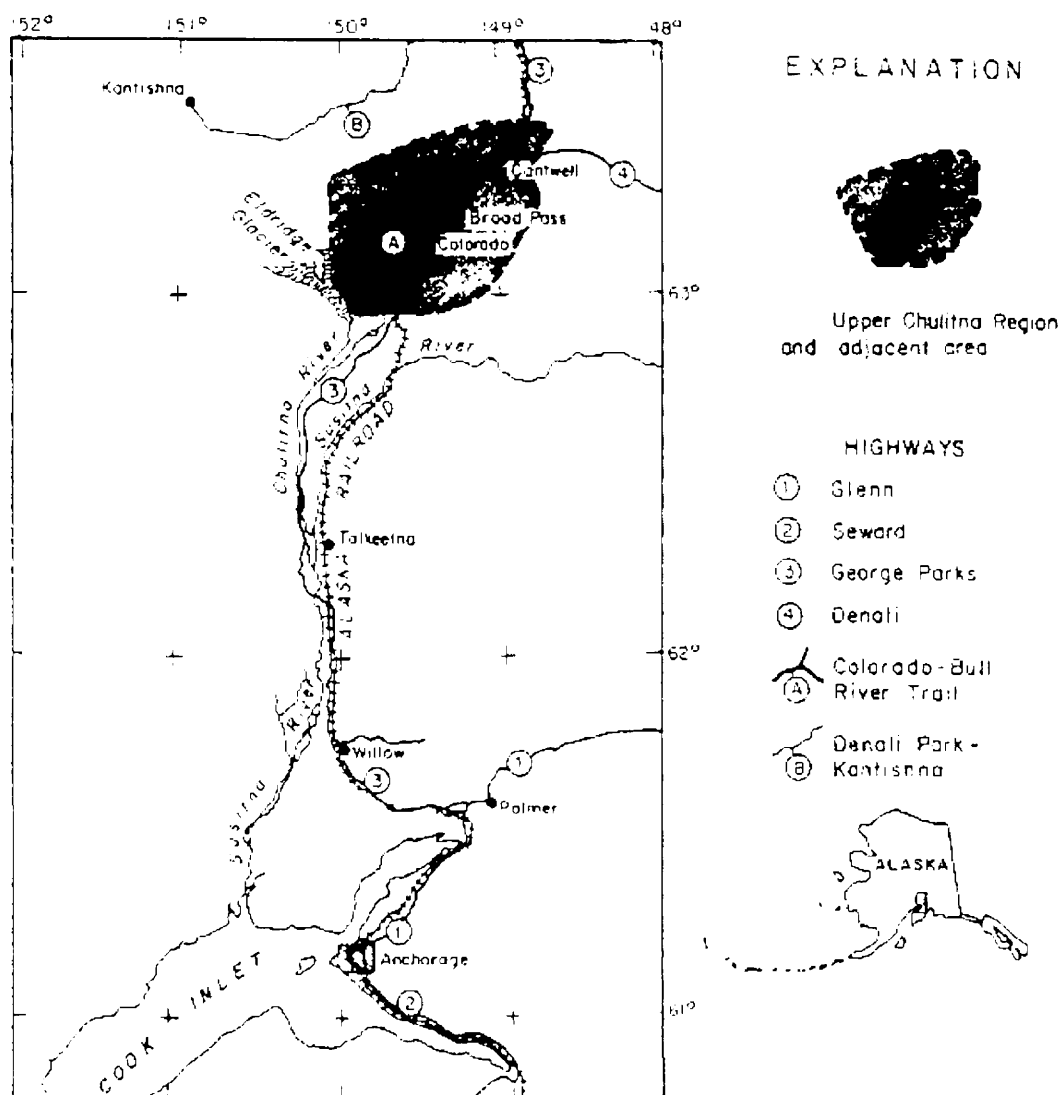 152° 151° 150° 149° 148°
Kantishna
3
B
4
Cantwell
Broad Pass
Colorado
A
Eldridge
Glacier
63°
River
River
3
Chulitna
Susitna
RAILROAD
Talkeetna
ALASKA
62°
River
Willow
3
1
Palmer
Susitna
1
Anchorage
COOK INLET
2
61°
EXPLANATION
Upper Chulitna Region
and adjacent area
HIGHWAYS
1 Glenn
2 Seward
3 George Parks
4 Denali
A Colorado-Bull
River Trail
B Denali Park-
Kantishna
ALASKA